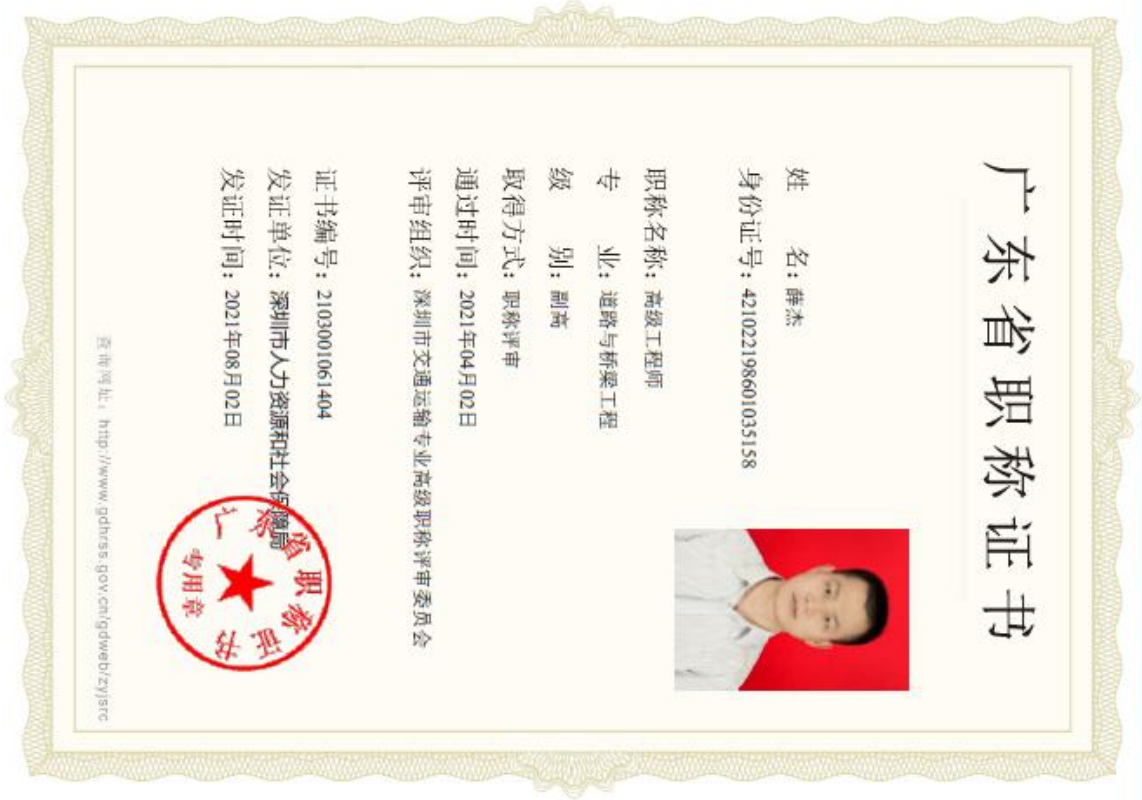 广东省职称证书
姓 名：薛杰
身份证号：421022198601035158
职称名称：高级工程师
专 业：道路与桥梁工程
级 别：副高
取得方式：职称评审
通过时间：2021年04月02日
评审组织：深圳市交通运输专业高级职称评审委员会
证书编号：2103001061404
发证单位：深圳市人力资源和社会保障局
发证时间：2021年08月02日
广东省职称证书
专用章
查询网址：http://www.gdhrss.gov.cn/gdweb/zyjsrc